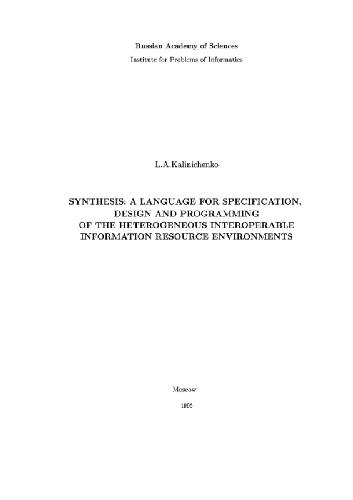 Russian Academy of Sciences
Institute for Problems of Informatics
L.A.Kalinichenko
SYNTHESIS: A LANGUAGE FOR SPECIFICATION,
DESIGN AND PROGRAMMING
OF THE HETEROGENEOUS INTEROPERABLE
INFORMATION RESOURCE ENVIRONMENTS
Moscow